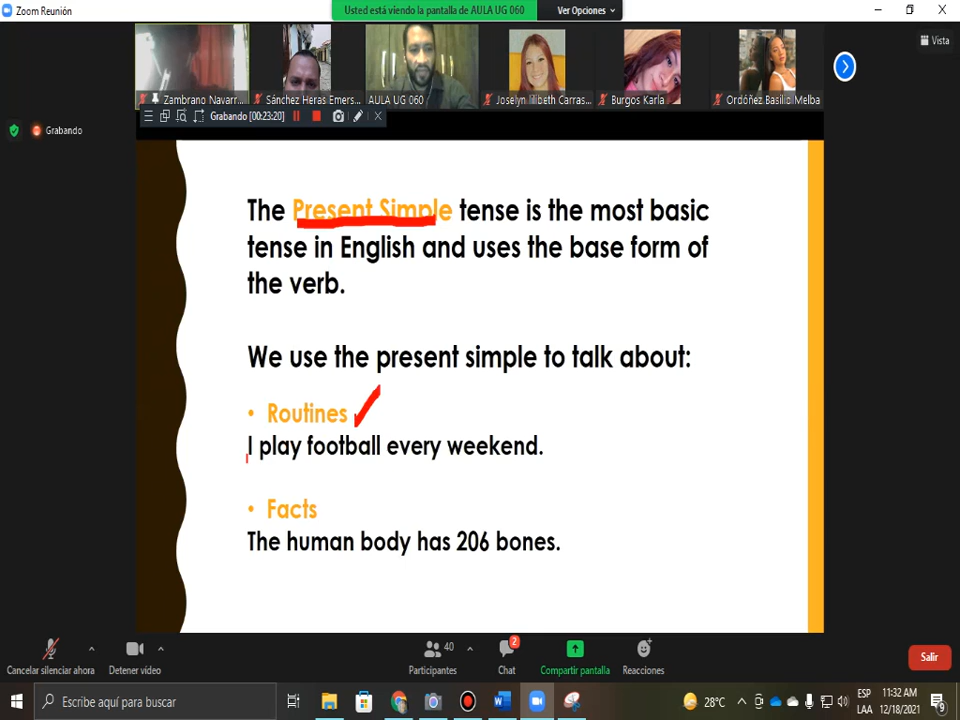 Zoom Reunión
Usted está viendo la pantalla de AULA UG 060
Ver Opciones
Vista
Zambrano Navarr...
Sánchez Heras Emers...
AULA UG 060
Joselyn lilibeth Carras...
Burgos Karla
Ordóñez Basilio Melba
Grabando
Grabando [00:23:20]
The Present Simple tense is the most basic
tense in English and uses the base form of
the verb.
We use the present simple to talk about:
• Routines
I play football every weekend.
• Facts
The human body has 206 bones.
Cancelar silenciar ahora
Detener vídeo
40
Participantes
2
Chat
Compartir pantalla
Reacciones
Salir
Escribe aquí para buscar
28°C
ESP
LAA
11:32 AM
12/18/2021
9